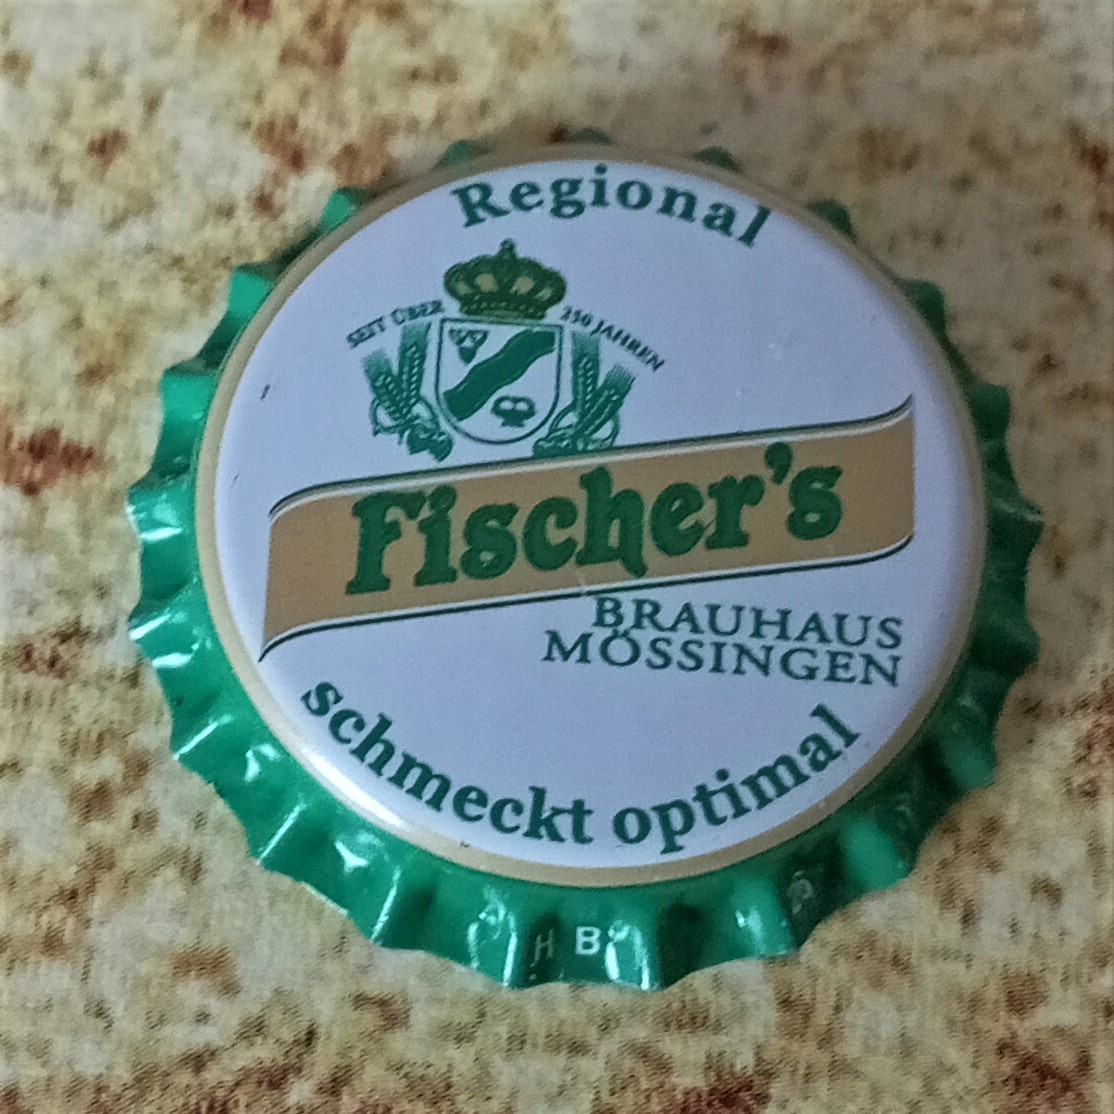 Regional
SEIT ÜBER 250 JAHREN
Fischer's
BRAUHAUS
MÖSSINGEN
schmeckt optimal
H B